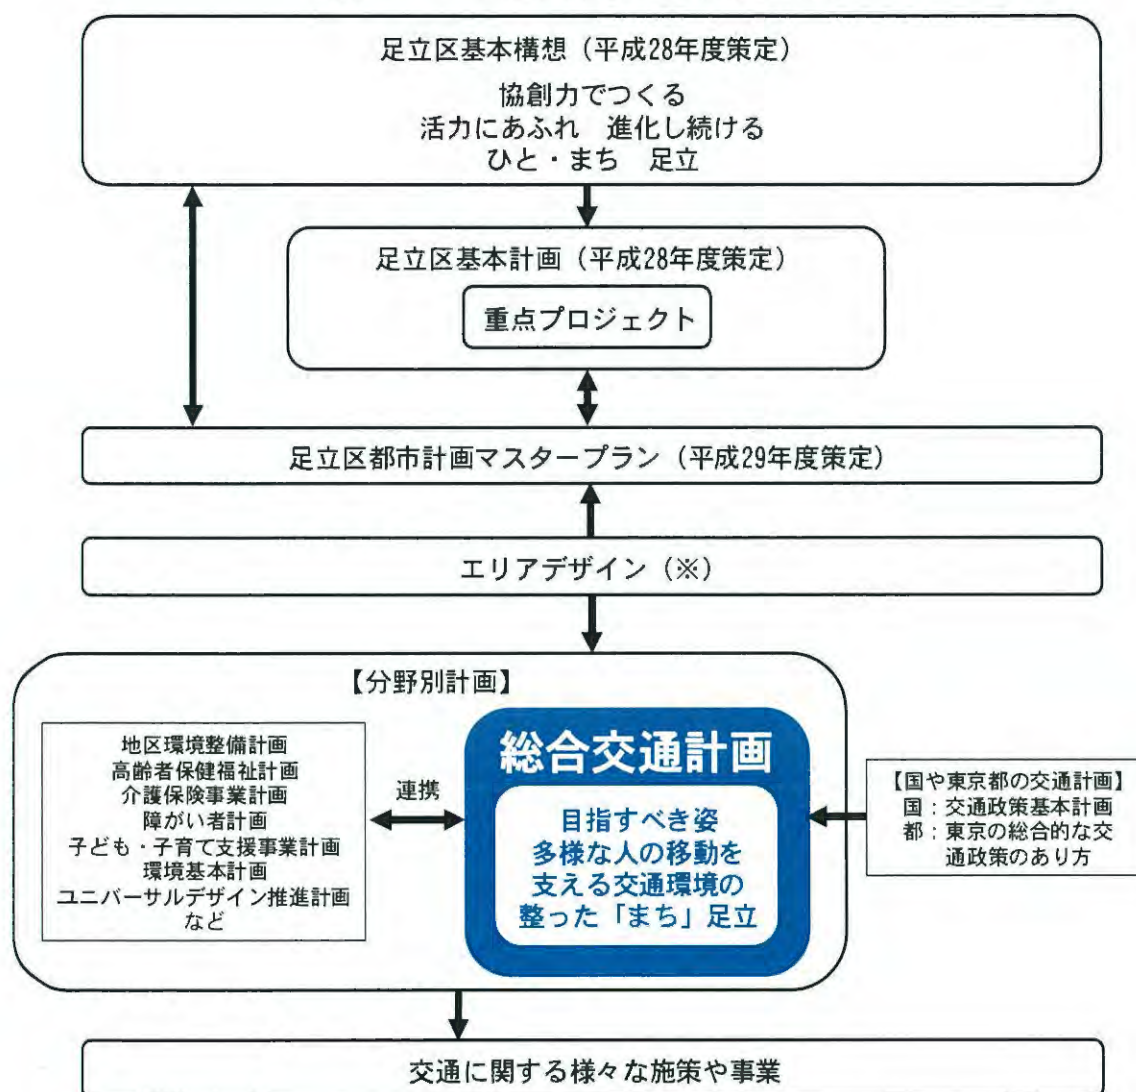 足立区基本構想（平成28年度策定）
協創力でつくる
活力にあふれ　進化し続ける
ひと・まち　足立
足立区基本計画（平成28年度策定）
重点プロジェクト
足立区都市計画マスタープラン（平成29年度策定）
エリアデザイン（※）
【分野別計画】
地区環境整備計画
高齢者保健福祉計画
介護保険事業計画
障がい者計画
子ども・子育て支援事業計画
環境基本計画
ユニバーサルデザイン推進計画
など
連携
総合交通計画
目指すべき姿
多様な人の移動を
支える交通環境の
整った「まち」足立
【国や東京都の交通計画】
国：交通政策基本計画
都：東京の総合的な交
通政策のあり方
交通に関する様々な施策や事業